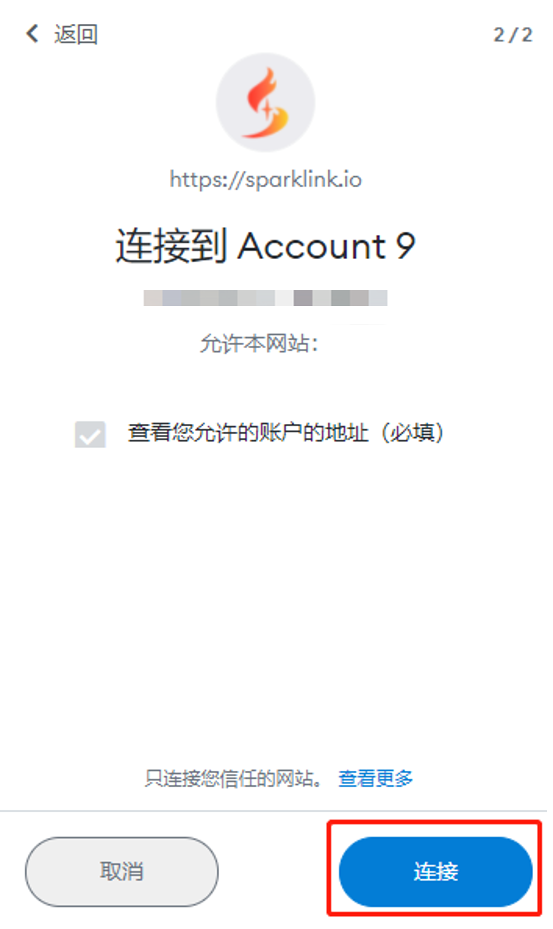 返回
2/2
https://sparklink.io
连接到 Account 9
允许本网站：
查看您允许的账户的地址（必填）
只连接您信任的网站。 查看更多
取消
连接